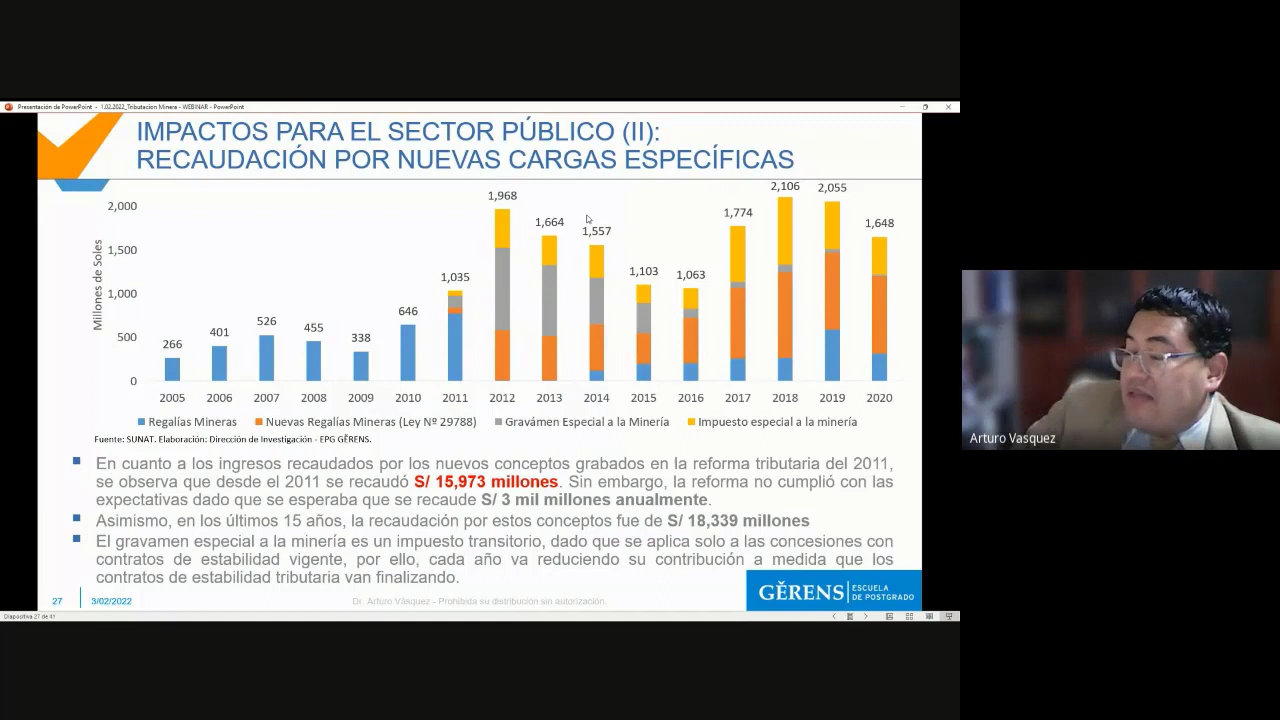 Presentación de PowerPoint - 1.02.2022_Tributacion Minera - WEBINAR - PowerPoint
IMPACTOS PARA EL SECTOR PÚBLICO (II):
RECAUDACIÓN POR NUEVAS CARGAS ESPECÍFICAS
Millones de Soles
2,000
1,500
1,000
500
0
266
401
526
455
338
646
1,035
1,968
1,664
1,557
1,103
1,063
1,774
2,106
2,055
1,648
2005 2006 2007 2008 2009 2010 2011 2012 2013 2014 2015 2016 2017 2018 2019 2020
Regalías Mineras Nuevas Regalías Mineras (Ley Nº 29788) Gravámen Especial a la Minería Impuesto especial a la minería
Fuente: SUNAT. Elaboración: Dirección de Investigación - EPG GĚRENS.
En cuanto a los ingresos recaudados por los nuevos conceptos grabados en la reforma tributaria del 2011,
se observa que desde el 2011 se recaudó S/ 15,973 millones. Sin embargo, la reforma no cumplió con las
expectativas dado que se esperaba que se recaude S/ 3 mil millones anualmente.
Asimismo, en los últimos 15 años, la recaudación por estos conceptos fue de S/ 18,339 millones
El gravamen especial a la minería es un impuesto transitorio, dado que se aplica solo a las concesiones con
contratos de estabilidad vigente, por ello, cada año va reduciendo su contribución a medida que los
contratos de estabilidad tributaria van finalizando.
27 3/02/2022
Dr. Arturo Vásquez - Prohibida su distribución sin autorización.
GĚRENS ESCUELA
DE POSTGRADO
Diapositiva 27 de 41
Arturo Vasquez